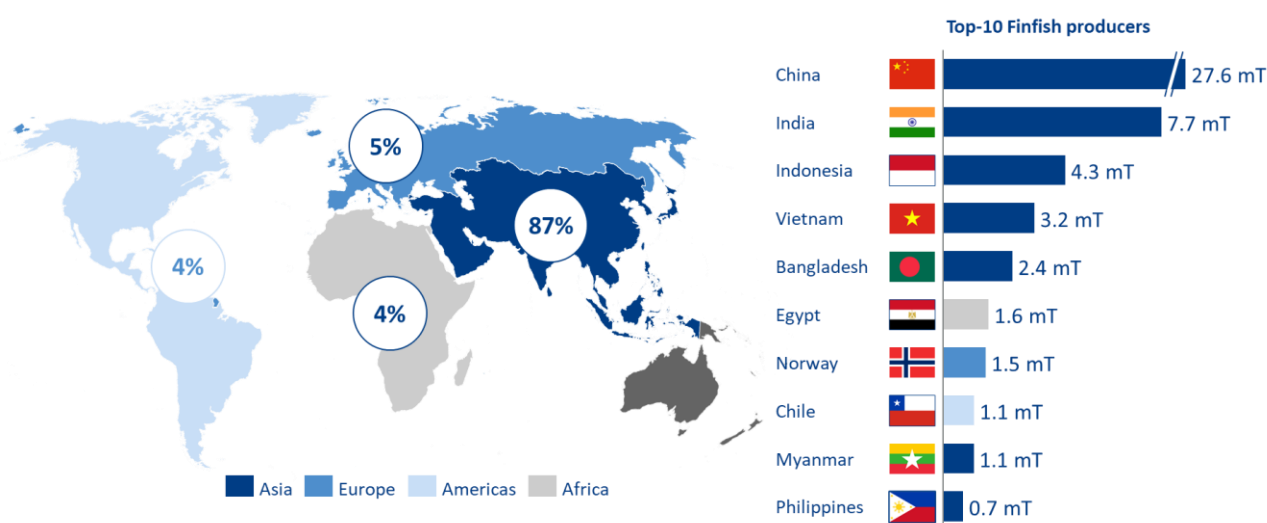 Top-10 Finfish producers
China 27.6 mT
India 7.7 mT
Indonesia 4.3 mT
Vietnam 3.2 mT
Bangladesh 2.4 mT
Egypt 1.6 mT
Norway 1.5 mT
Chile 1.1 mT
Myanmar 1.1 mT
Philippines 0.7 mT
5%
87%
4%
4%
Asia Europe Americas Africa